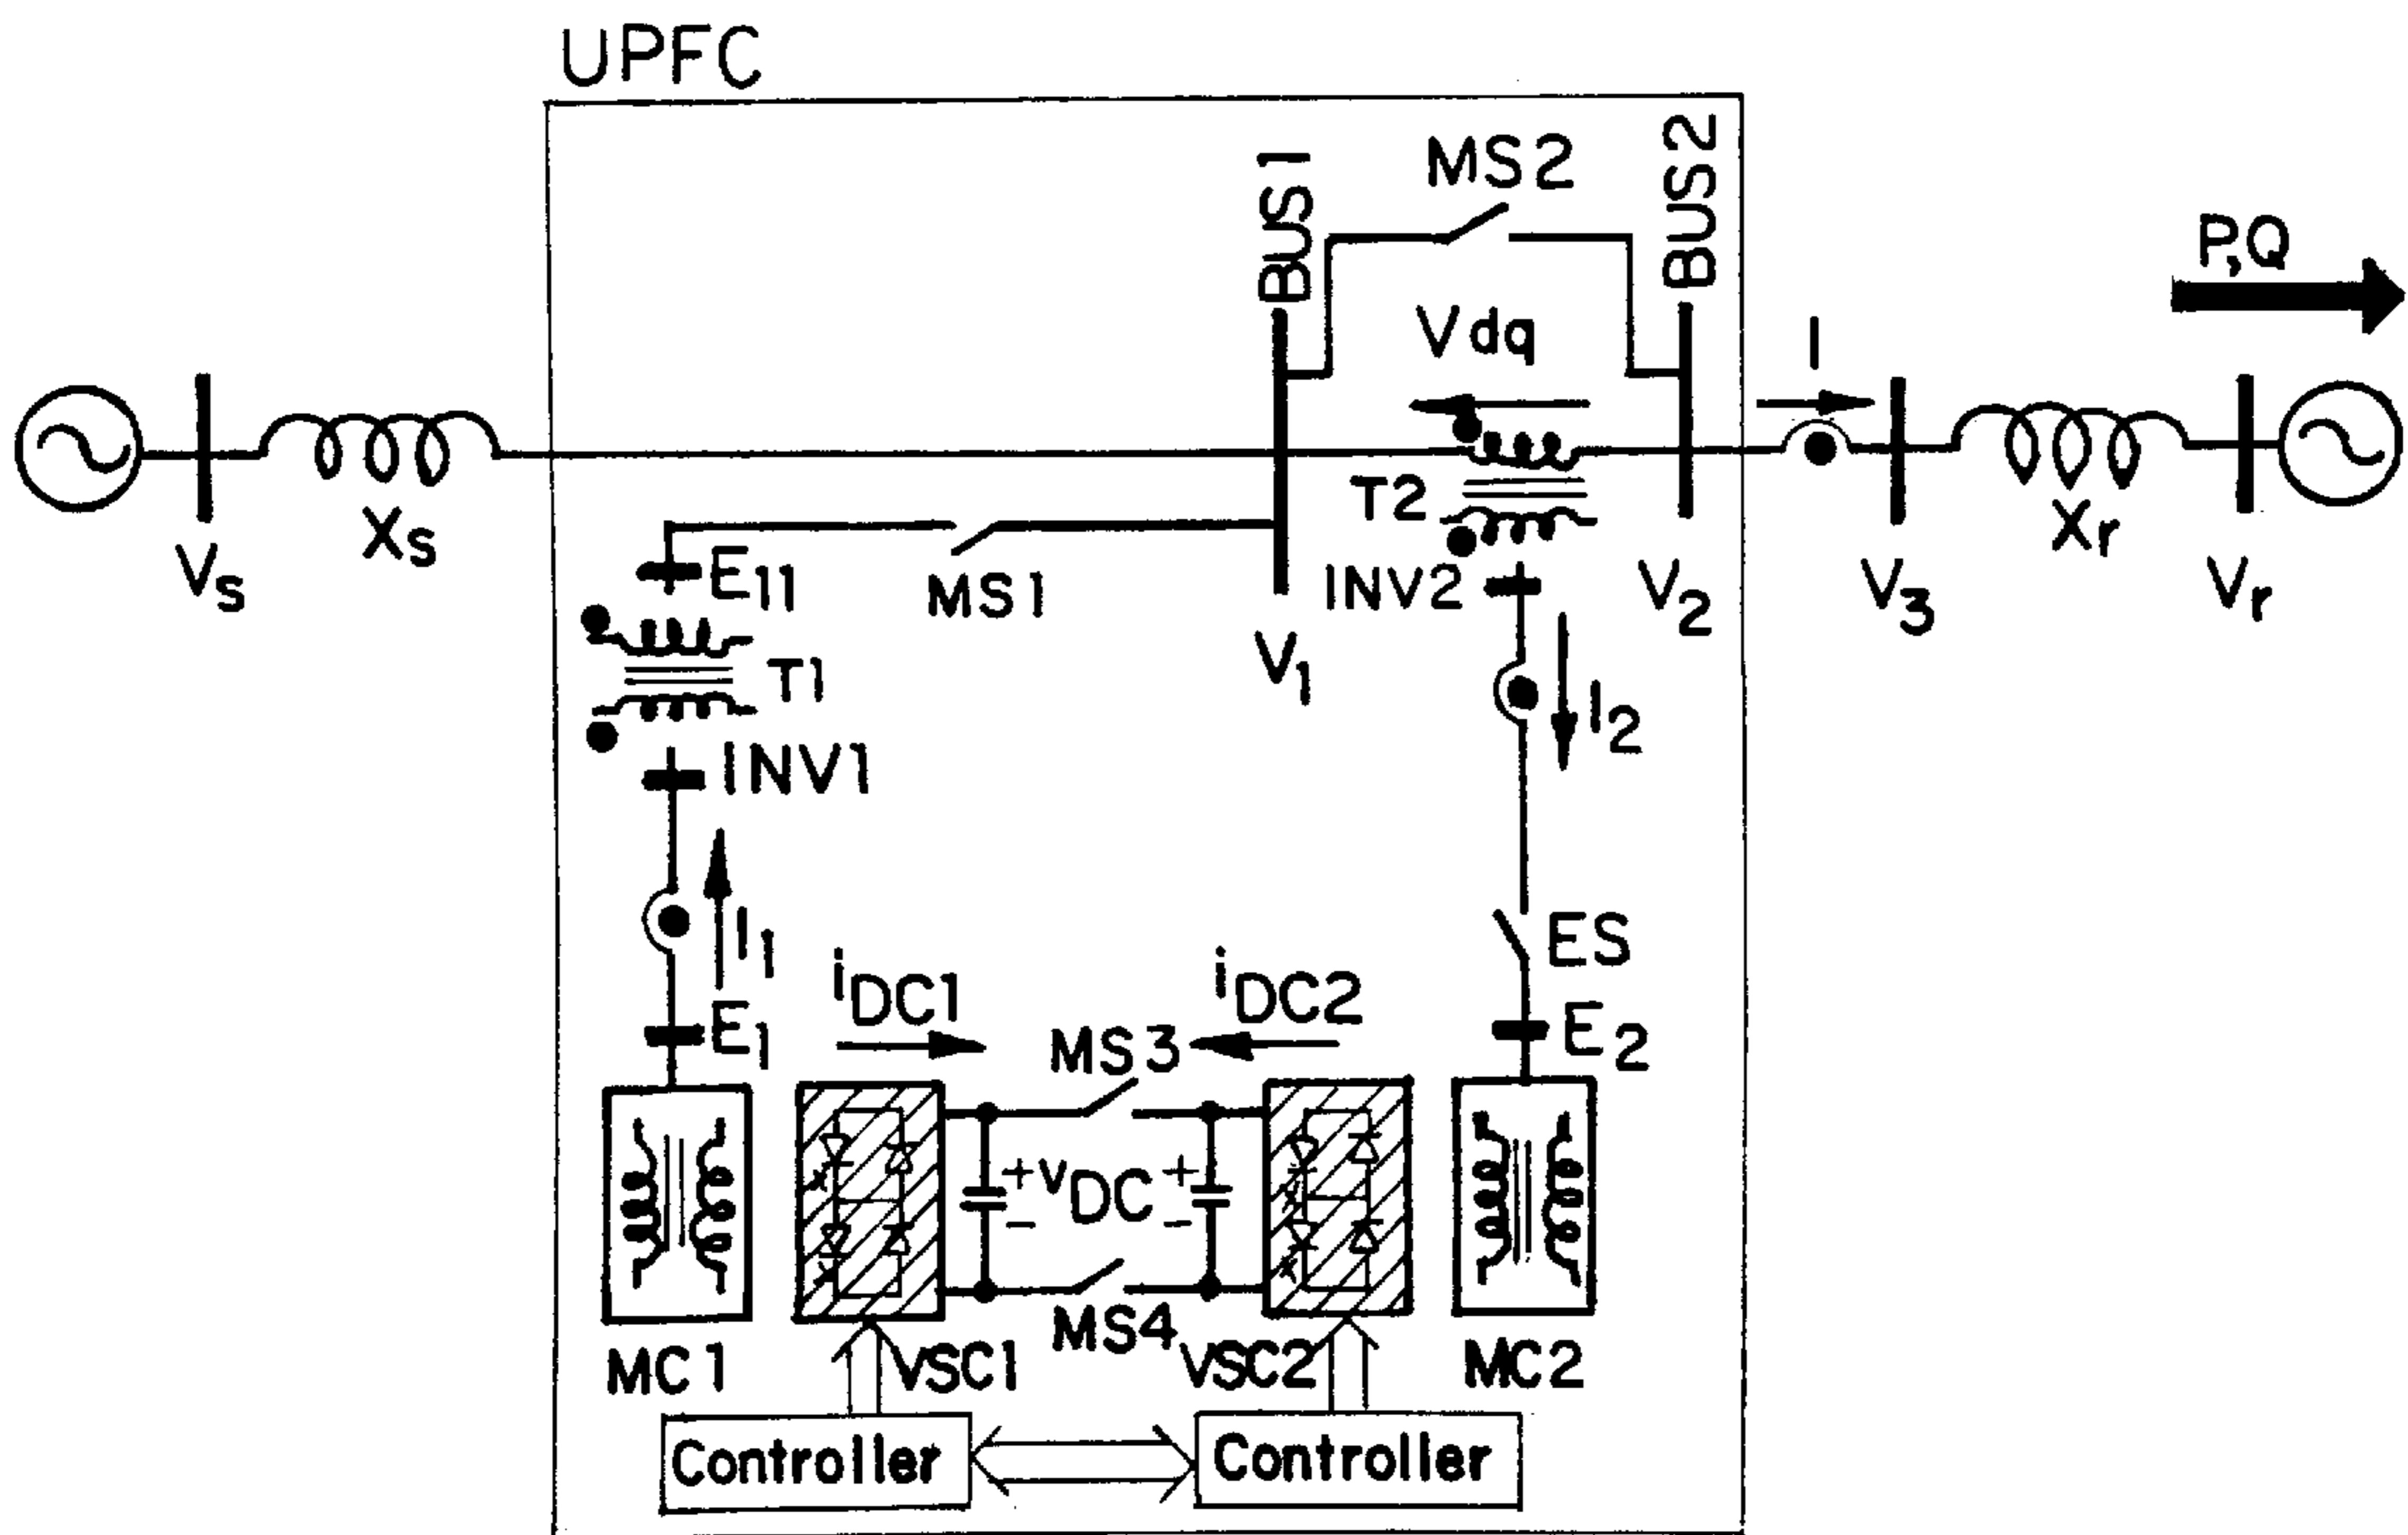 UPFC
BUS1
MS2
BUS2
P,Q
Vdq
I
Vs
Xs
E11
MS1
T2
INV2
V1
V2
V3
Xr
Vr
T1
INV1
I2
I1
ES
E1
iDC1
MS3
iDC2
E2
+ vDC +
- -
MC1
VSC1
MS4
VSC2
MC2
Controller
Controller